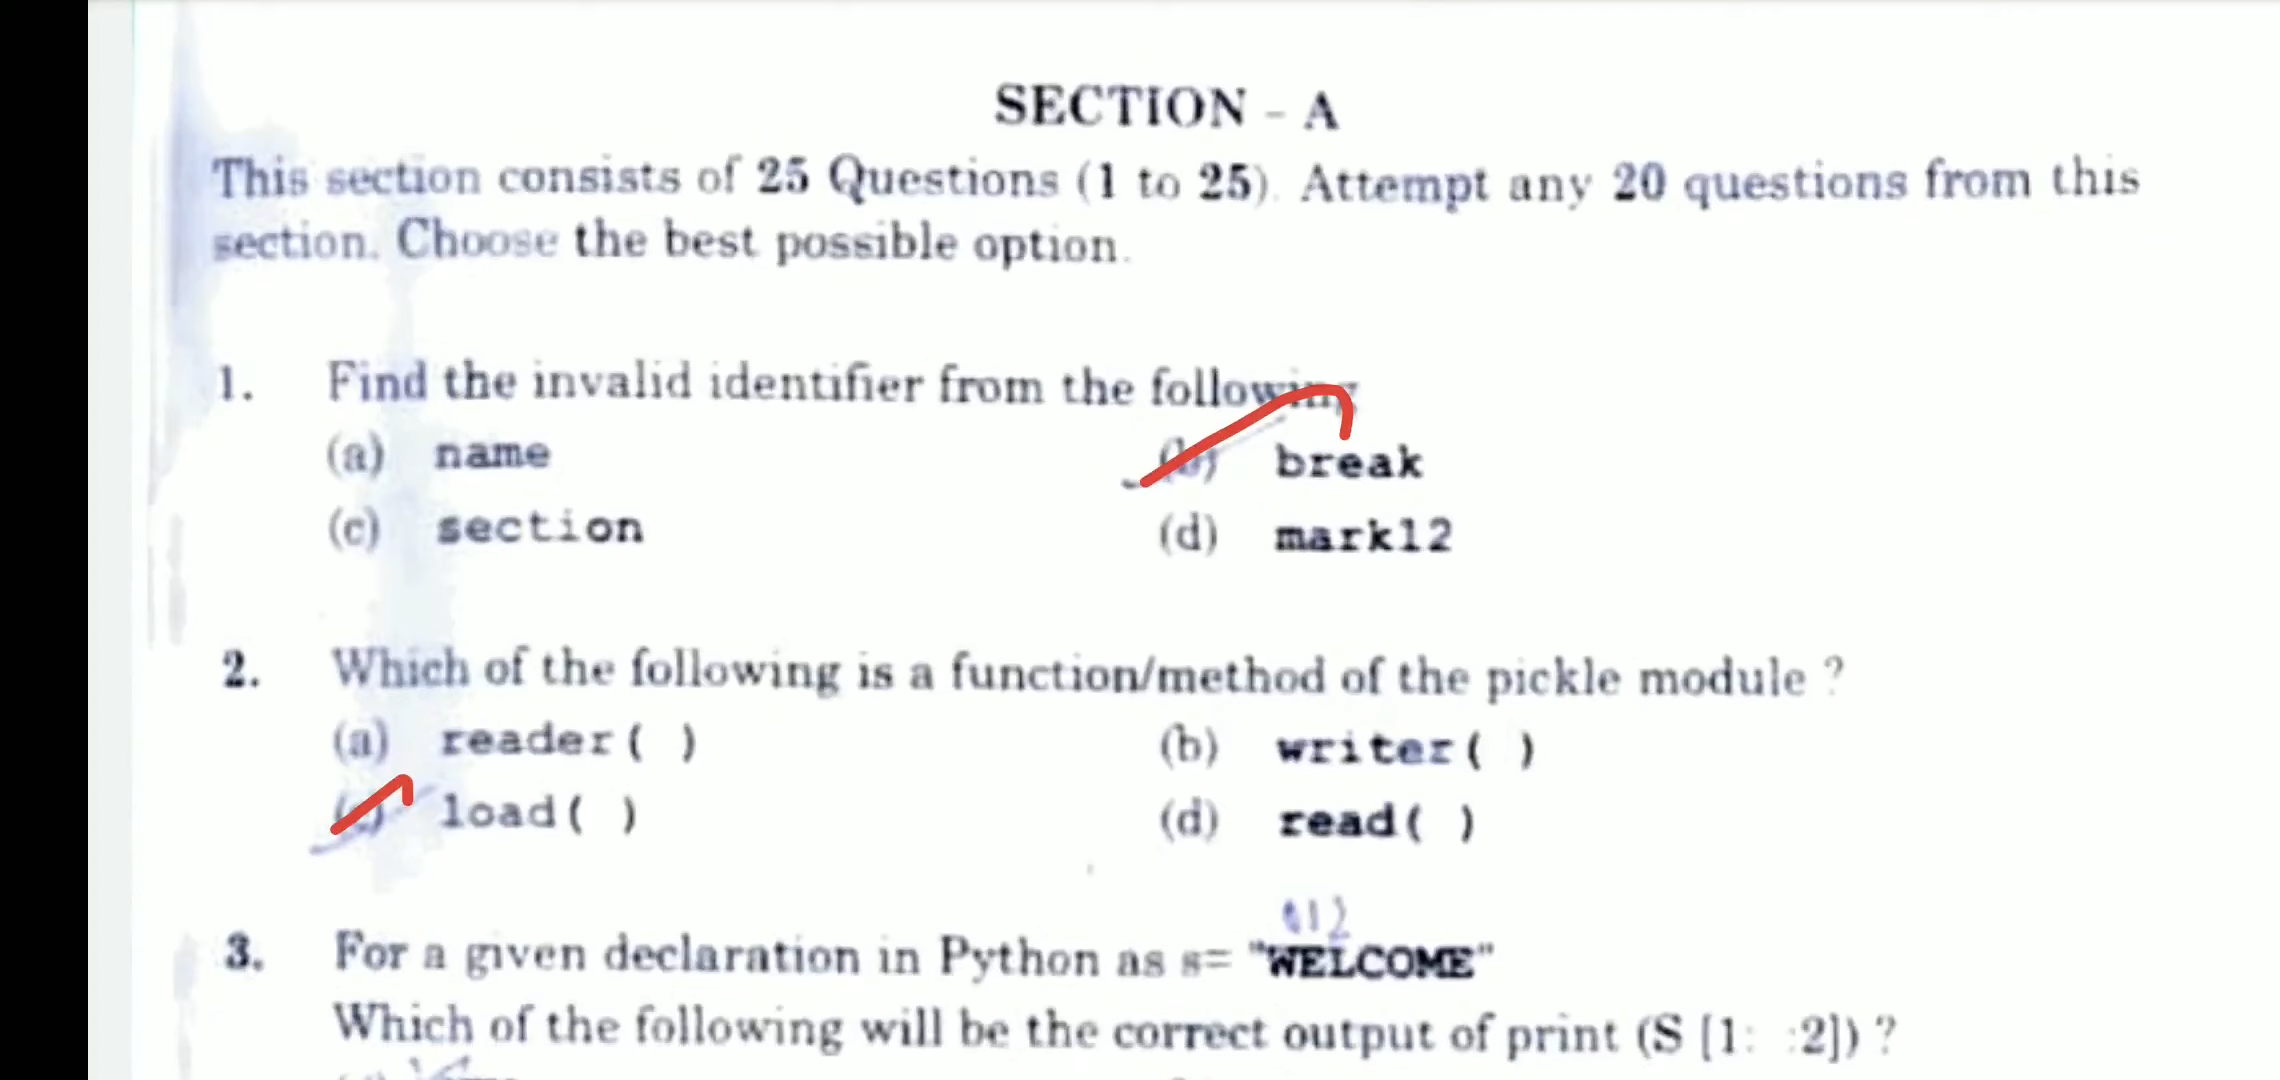 SECTION - A
This section consists of 25 Questions (1 to 25). Attempt any 20 questions from this
section. Choose the best possible option.
1. Find the invalid identifier from the following
(a) name (b) break
(c) section (d) mark12
2. Which of the following is a function/method of the pickle module ?
(a) reader( ) (b) writer( )
load( ) (d) read( )
12
3. For a given declaration in Python as s= "WELCOME"
Which of the following will be the correct output of print (S [1: :2]) ?